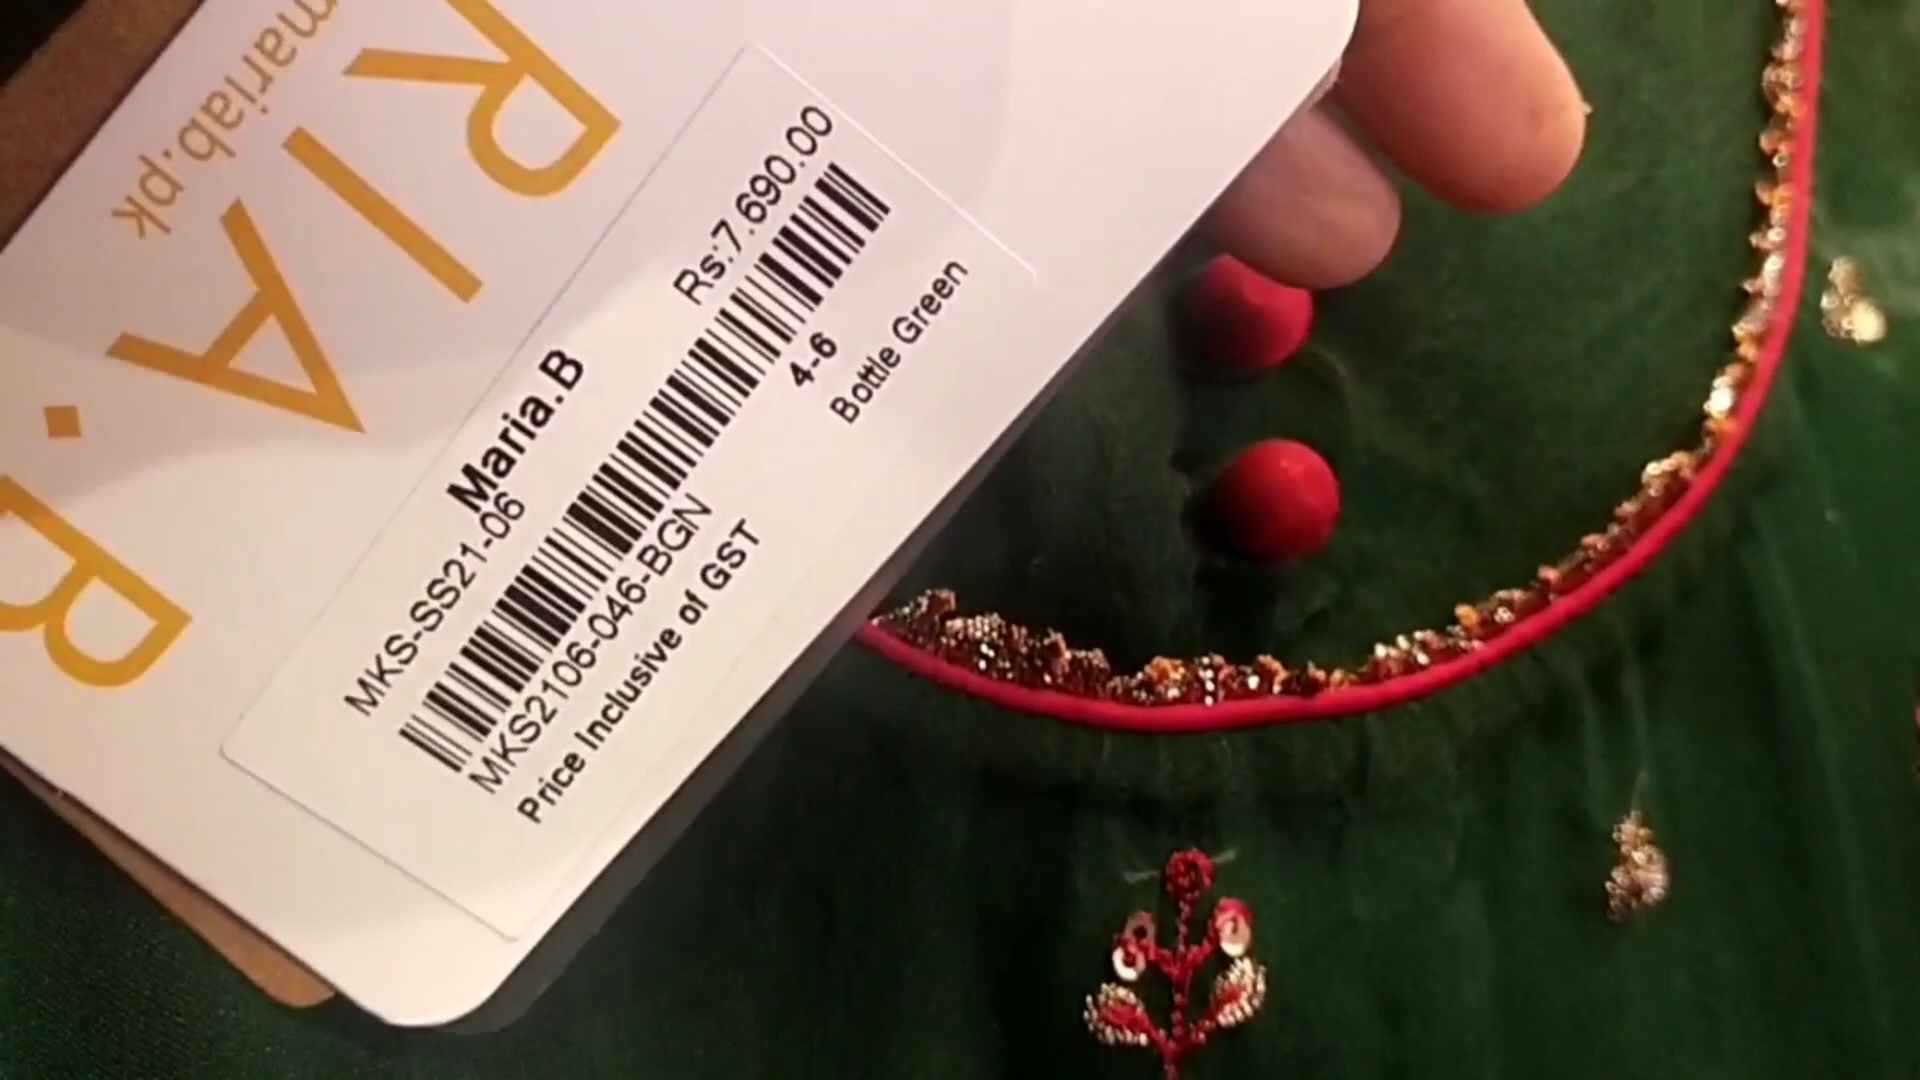 mariab.pk
RIA.B
Maria.B
MKS-SS21-06
Rs:7.690.00
MKS2106-046-BGN
4-6
Price Inclusive of GST
Bottle Green